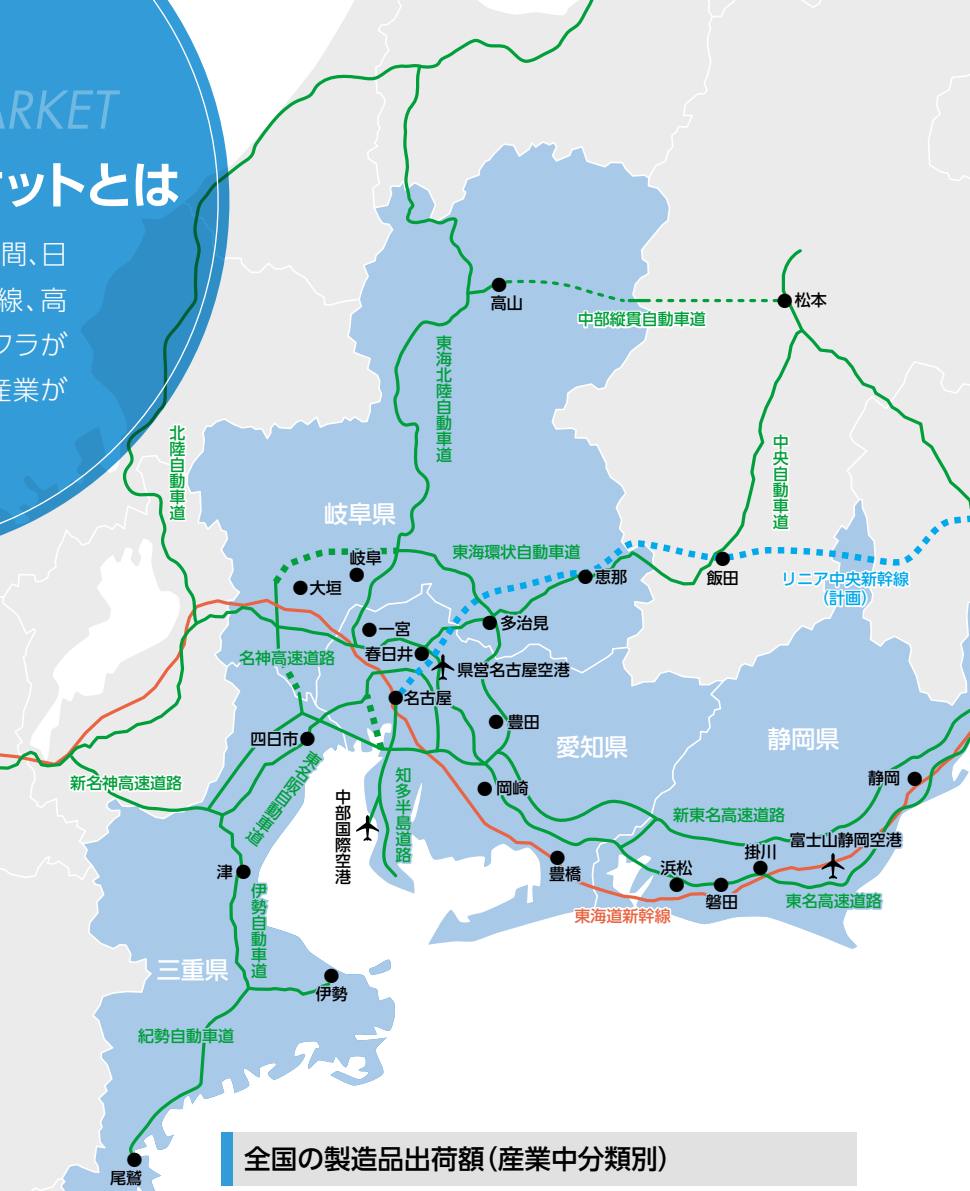 ARKET
ケットとは
間、日
線、高
フラが
産業が
高山
松本
中部縦貫自動車道
東海北陸自動車道
北陸自動車道
中央自動車道
岐阜県
岐阜
東海環状自動車道
大垣
恵那
飯田
リニア中央新幹線
（計画）
一宮
多治見
春日井
名神高速道路
県営名古屋空港
名古屋
豊田
四日市
愛知県
静岡県
新名神高速道路
東名阪自動車道
中部国際空港
知多半島道路
岡崎
静岡
新東名高速道路
富士山静岡空港
掛川
津
豊橋
浜松
磐田
東名高速道路
東海道新幹線
伊勢自動車道
三重県
伊勢
紀勢自動車道
尾鷲
全国の製造品出荷額（産業中分類別）